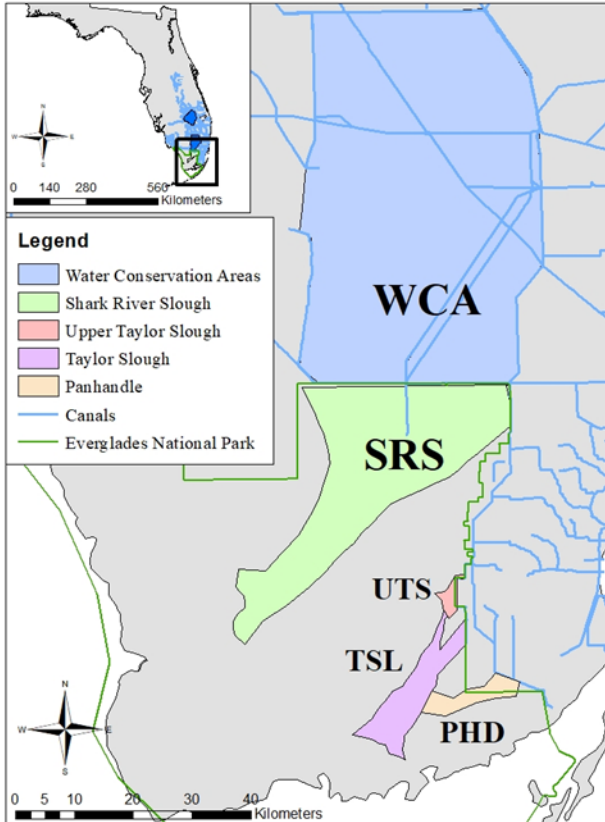 N
W E
S
0 140 280 560
Kilometers
Legend
Water Conservation Areas
Shark River Slough
Upper Taylor Slough
Taylor Slough
Panhandle
Canals
Everglades National Park
WCA
SRS
UTS
TSL
PHD
N
W E
S
0 5 10 20 30 40
Kilometers